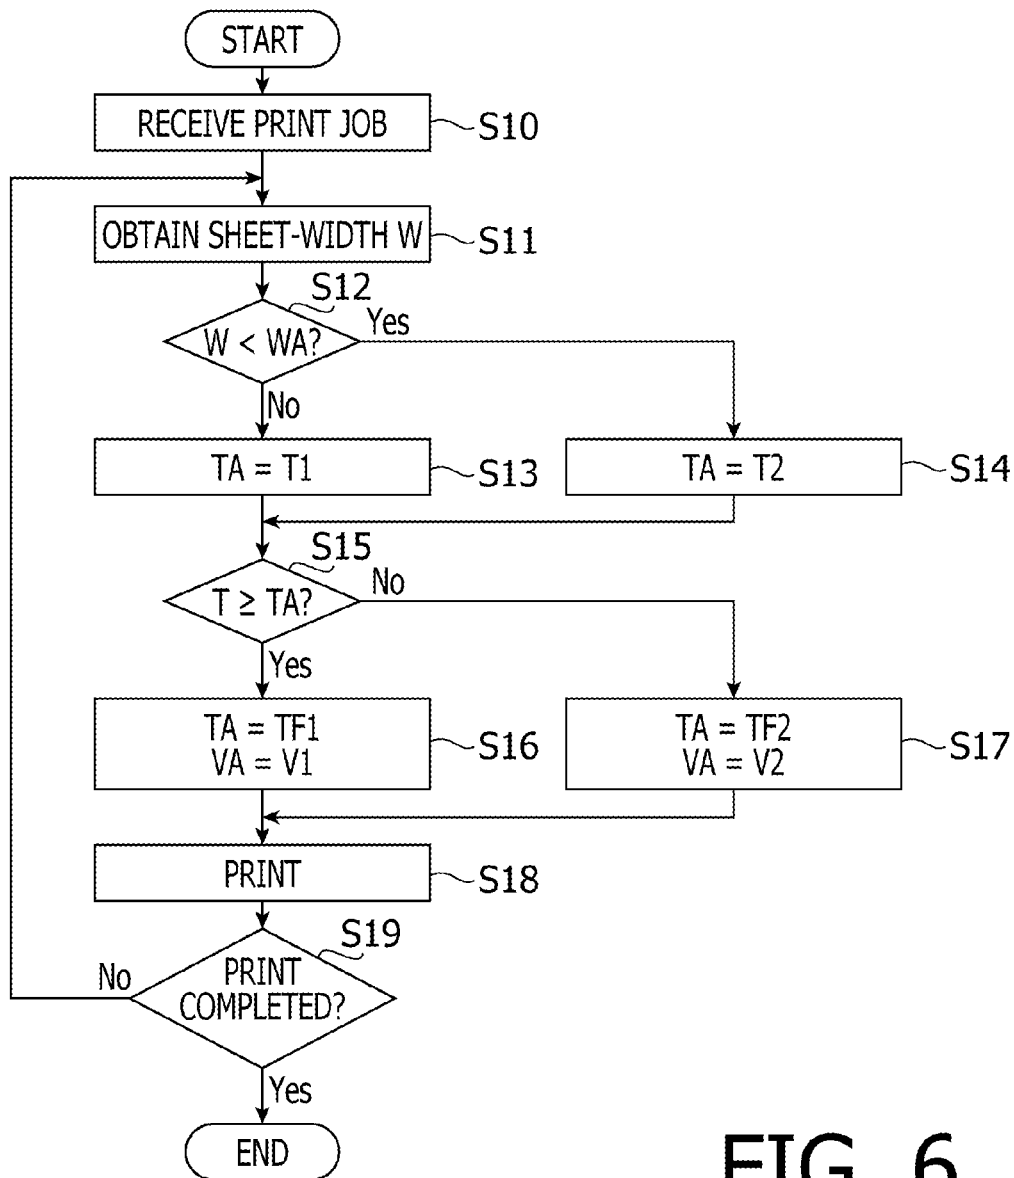 START
RECEIVE PRINT JOB
S10
OBTAIN SHEET-WIDTH W
S11
S12
W < WA?
Yes
No
TA = T1
S13
TA = T2
S14
S15
T ≥ TA?
No
Yes
TA = TF1
VA = V1
S16
TA = TF2
VA = V2
S17
PRINT
S18
S19
PRINT
COMPLETED?
No
Yes
END
FIG. 6